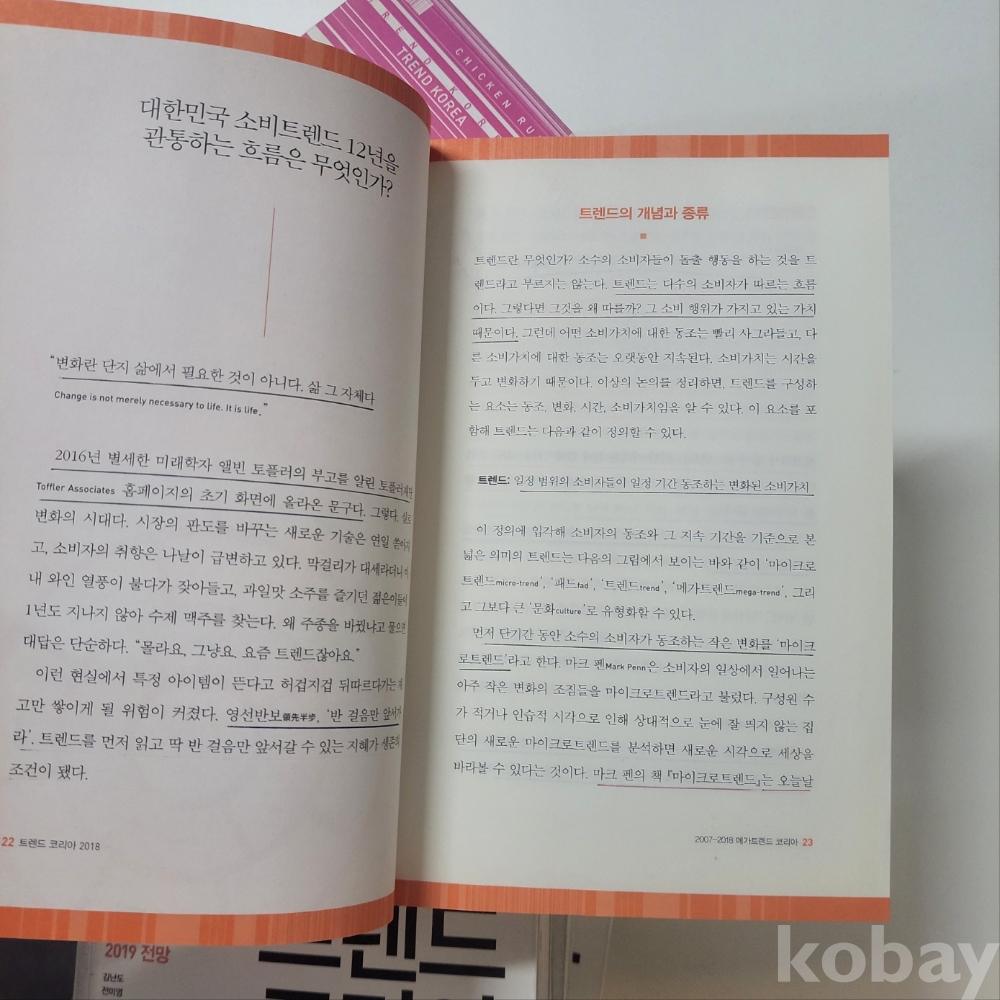 TREND KOREA
CHICKEN RU
TREND KOR
대한민국 소비트렌드 12년을
관통하는 흐름은 무엇인가?
“변화란 단지 삶에서 필요한 것이 아니다. 삶 그 자체다
Change is not merely necessary to life. It is life.”
2016년 별세한 미래학자 앨빈 토플러의 부고를 알린
Toffler Associates 홈페이지의 초기 화면에 올라온 문구다. 그렇다.
변화의 시대다. 시장의 판도를 바꾸는 새로운 기술은 연일
고, 소비자의 취향은 나날이 급변하고 있다. 막걸리가 대세라더니
내 와인 열풍이 불다가 잦아들고, 과일맛 소주를 즐기던 젊은이들이
1년도 지나지 않아 수제 맥주를 찾는다. 왜 주종을 바꿨냐고 물으면
대답은 단순하다. “몰라요, 그냥요. 요즘 트렌드잖아요.”
이런 현실에서 특정 아이템이 뜬다고 허겁지겁 뒤따르다가는
고만 쌓이게 될 위험이 커졌다. 영선반보領先半步, ‘반 걸음만 앞서가
라’. 트렌드를 먼저 읽고 딱 반 걸음만 앞서갈 수 있는 지혜가 생존의
조건이 됐다.
22 트렌드 코리아 2018
트렌드의 개념과 종류
트렌드란 무엇인가? 소수의 소비자들이 돌출 행동을 하는 것을 트
렌드라고 부르지는 않는다. 트렌드는 다수의 소비자가 따르는 흐름
이다. 그렇다면 그것을 왜 따를까? 그 소비 행위가 가지고 있는 가치
때문이다. 그런데 어떤 소비가치에 대한 동조는 빨리 사그라들고, 다
른 소비가치에 대한 동조는 오랫동안 지속된다. 소비가치는 시간을
두고 변화하기 때문이다. 이상의 논의를 정리하면, 트렌드를 구성하
는 요소는 동조, 변화, 시간, 소비가치임을 알 수 있다. 이 요소를 포
함해 트렌드는 다음과 같이 정의할 수 있다.
트렌드: 일정 범위의 소비자들이 일정 기간 동조하는 변화된 소비가치
이 정의에 입각해 소비자의 동조와 그 지속 기간을 기준으로 본
넓은 의미의 트렌드는 다음의 그림에서 보이는 바와 같이 ‘마이크로
트렌드micro-trend’, ‘패드fad’, ‘트렌드trend’, ‘메가트렌드mega-trend’, 그리
고 그보다 큰 ‘문화culture’로 유형화할 수 있다.
먼저 단기간 동안 소수의 소비자가 동조하는 작은 변화를 ‘마이크
로트렌드’라고 한다. 마크 펜Mark Penn은 소비자의 일상에서 일어나는
아주 작은 변화의 조짐들을 마이크로트렌드라고 불렀다. 구성원 수
가 적거나 인습적 시각으로 인해 상대적으로 눈에 잘 띄지 않는 집
단의 새로운 마이크로트렌드를 분석하면 새로운 시각으로 세상을
바라볼 수 있다는 것이다. 마크 펜의 책 『마이크로트렌드』는 오늘날
2007-2018 메가트렌드 코리아 23
2019 전망
김난도
전미영
트렌드
kobay